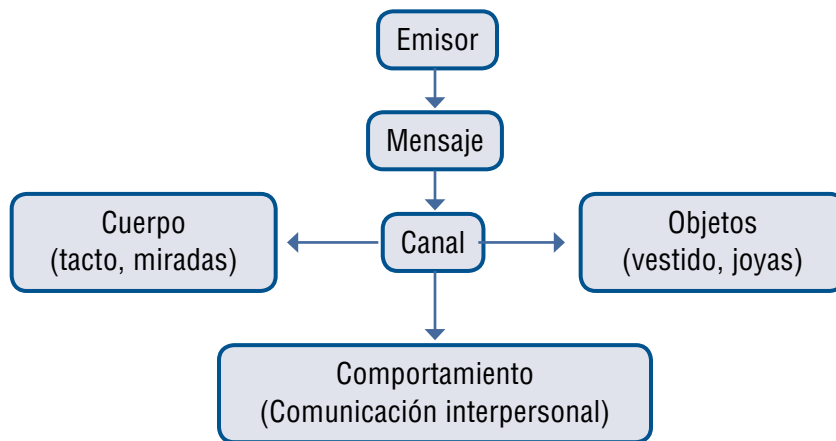 Emisor
Mensaje
Cuerpo
(tacto, miradas)
Canal
Objetos
(vestido, joyas)
Comportamiento
(Comunicación interpersonal)